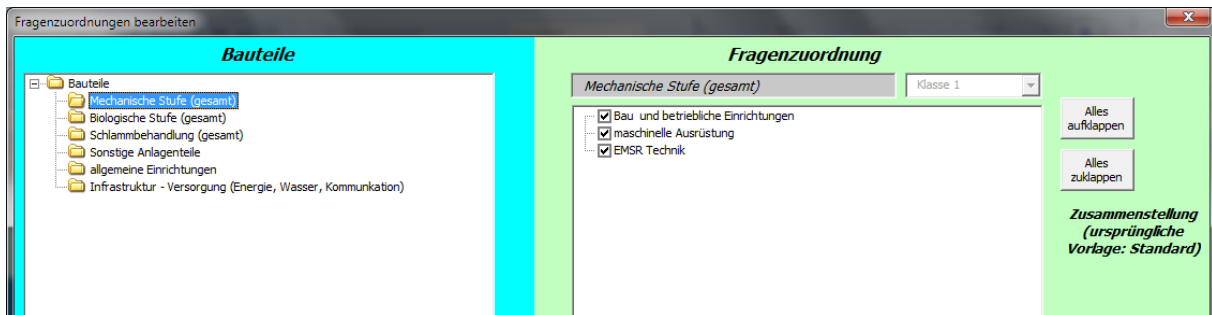 Fragenzuordnungen bearbeiten
Bauteile
Bauteile
Mechanische Stufe (gesamt)
Biologische Stufe (gesamt)
Schlammbehandlung (gesamt)
Sonstige Anlagenteile
allgemeine Einrichtungen
Infrastruktur - Versorgung (Energie, Wasser, Kommunkation)
Fragenzuordnung
Mechanische Stufe (gesamt)
Klasse 1
Bau und betriebliche Einrichtungen
maschinelle Ausrüstung
EMSR Technik
Alles
aufklappen
Alles
zuklappen
Zusammenstellung
(ursprüngliche
Vorlage: Standard)